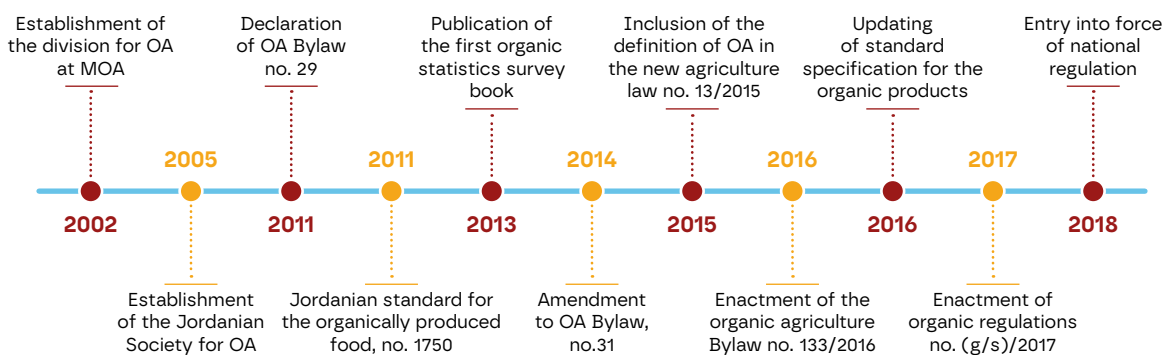 Establishment of
the division for OA
at MOA
2002
2005
Establishment
of the Jordanian
Society for OA
Declaration
of OA Bylaw
no. 29
2011
2011
Jordanian standard for
the organically produced
food, no. 1750
Publication of
the first organic
statistics survey
book
2013
2014
Amendment
to OA Bylaw,
no.31
Inclusion of the
definition of OA in
the new agriculture
law no. 13/2015
2015
2016
Enactment of the
organic agriculture
Bylaw no. 133/2016
Updating
of standard
specification for the
organic products
2016
2017
Enactment of
organic regulations
no. (g/s)/2017
Entry into force
of national
regulation
2018